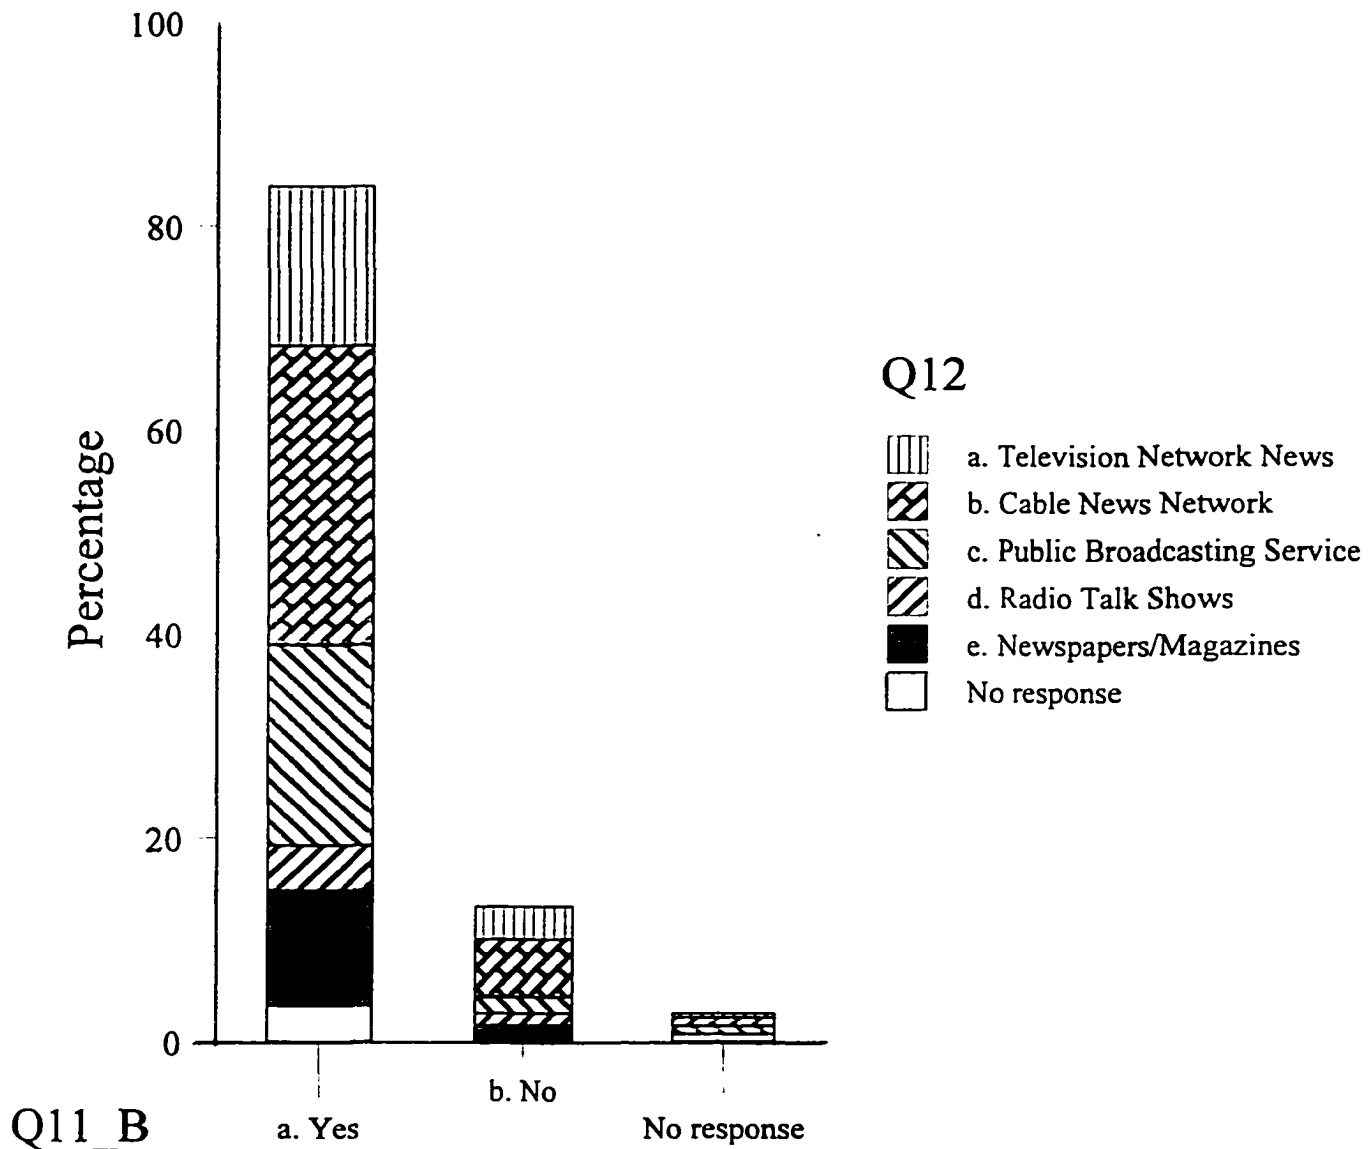 100
80
60
40
20
0
Percentage
Q12
a. Television Network News
b. Cable News Network
c. Public Broadcasting Service
d. Radio Talk Shows
e. Newspapers/Magazines
No response
b. No
Q11_B
a. Yes
No response